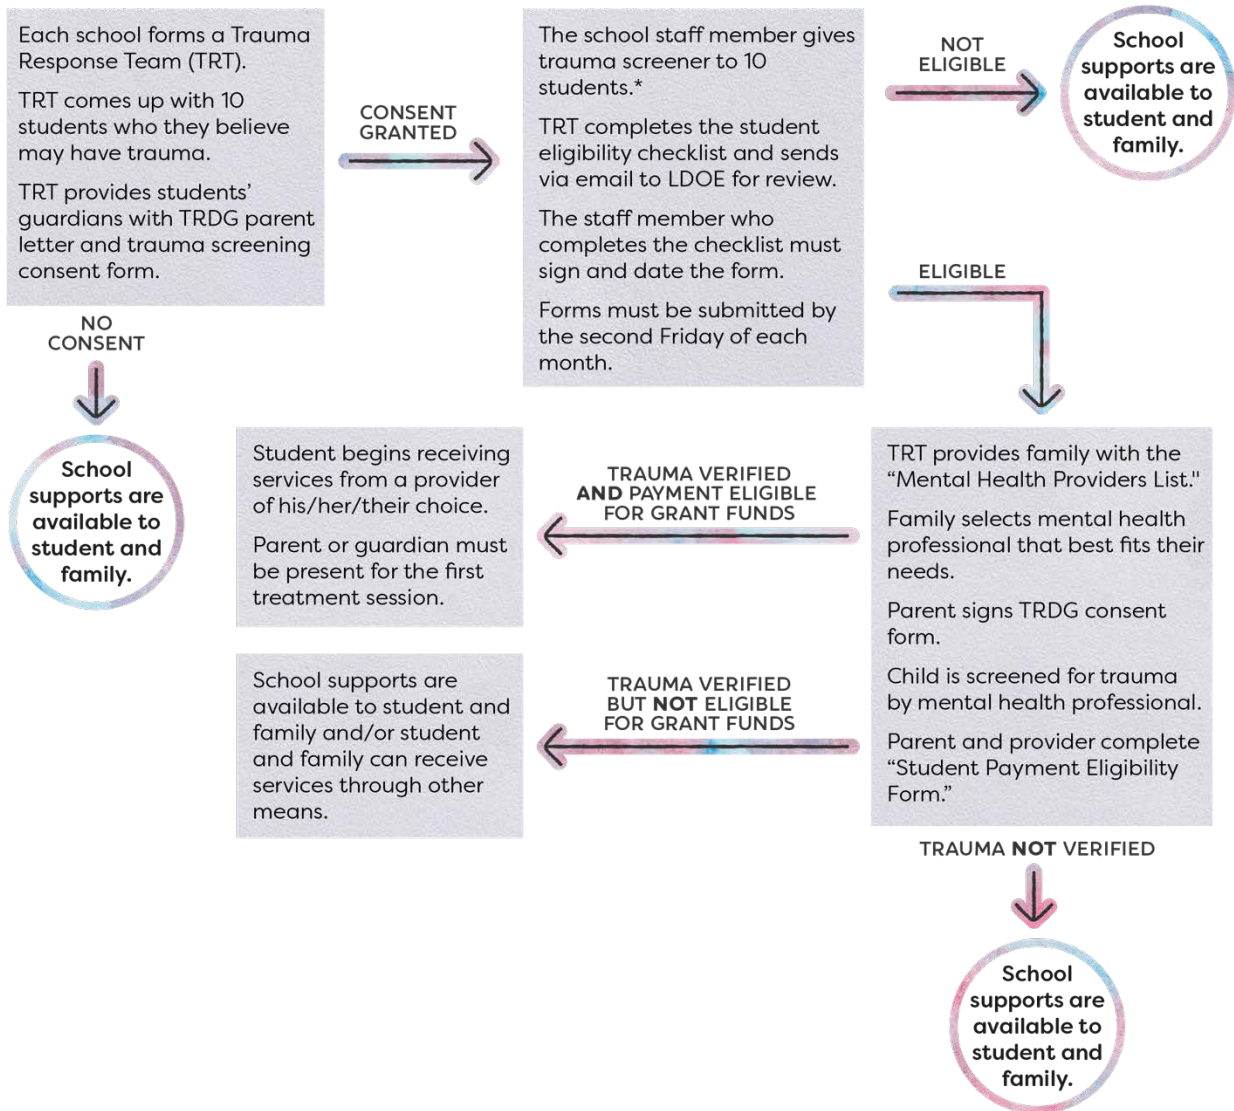 Each school forms a Trauma
Response Team (TRT).
TRT comes up with 10
students who they believe
may have trauma.
TRT provides students’
guardians with TRDG parent
letter and trauma screening
consent form.
CONSENT
GRANTED
The school staff member gives
trauma screener to 10
students.*
TRT completes the student
eligibility checklist and sends
via email to LDOE for review.
The staff member who
completes the checklist must
sign and date the form.
Forms must be submitted by
the second Friday of each
month.
NOT
ELIGIBLE
School
supports are
available to
student and
family.
ELIGIBLE
NO
CONSENT
School
supports are
available to
student and
family.
Student begins receiving
services from a provider
of his/her/their choice.
Parent or guardian must
be present for the first
treatment session.
TRAUMA VERIFIED
AND PAYMENT ELIGIBLE
FOR GRANT FUNDS
TRT provides family with the
“Mental Health Providers List."
Family selects mental health
professional that best fits their
needs.
Parent signs TRDG consent
form.
Child is screened for trauma
by mental health professional.
Parent and provider complete
“Student Payment Eligibility
Form.”
School supports are
available to student and
family and/or student
and family can receive
services through other
means.
TRAUMA VERIFIED
BUT NOT ELIGIBLE
FOR GRANT FUNDS
TRAUMA NOT VERIFIED
School
supports are
available to
student and
family.